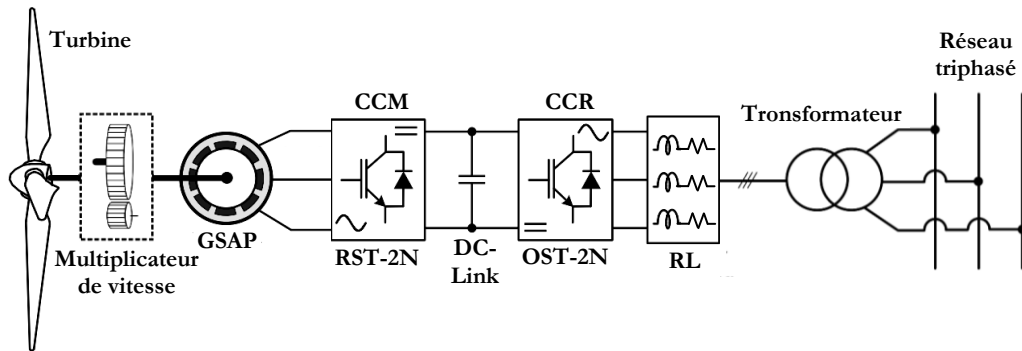 Turbine
Multiplicateur
de vitesse
GSAP
CCM
RST-2N
DC-
Link
CCR
OST-2N
RL
Tronsformateur
Réseau
triphasé